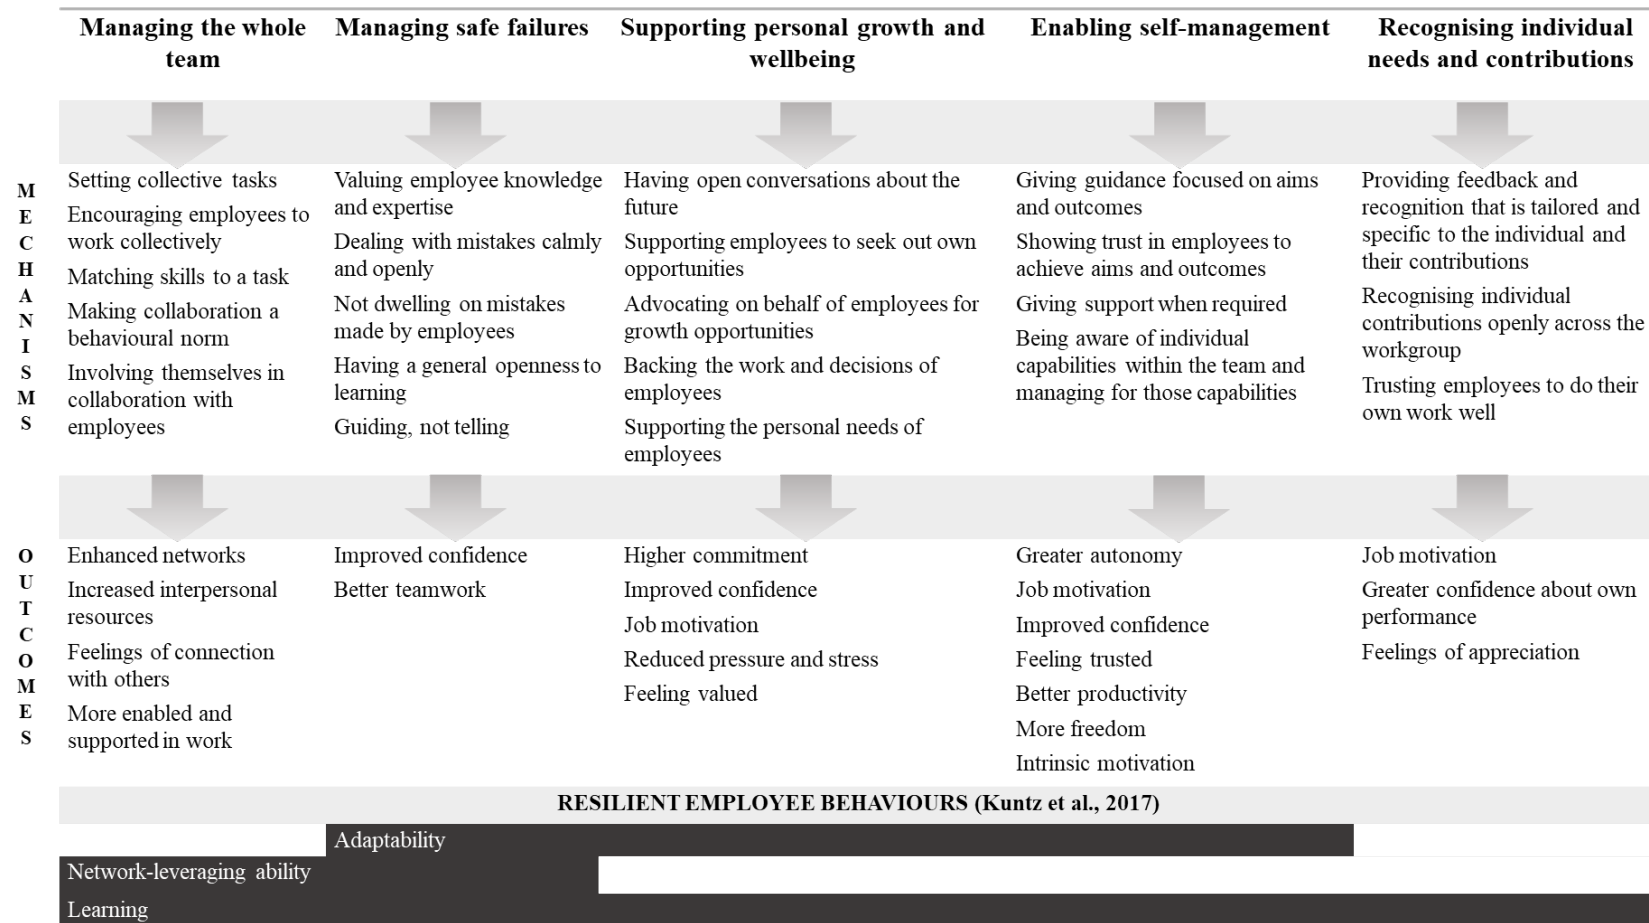 Managing the whole
team
Managing safe failures
Supporting personal growth and
wellbeing
Enabling self-management
Recognising individual
needs and contributions
MECHANISMS
Setting collective tasks
Encouraging employees to
work collectively
Matching skills to a task
Making collaboration a
behavioural norm
Involving themselves in
collaboration with
employees
Valuing employee knowledge
and expertise
Dealing with mistakes calmly
and openly
Not dwelling on mistakes
made by employees
Having a general openness to
learning
Guiding, not telling
Having open conversations about the
future
Supporting employees to seek out own
opportunities
Advocating on behalf of employees for
growth opportunities
Backing the work and decisions of
employees
Supporting the personal needs of
employees
Giving guidance focused on aims
and outcomes
Showing trust in employees to
achieve aims and outcomes
Giving support when required
Being aware of individual
capabilities within the team and
managing for those capabilities
Providing feedback and
recognition that is tailored and
specific to the individual and
their contributions
Recognising individual
contributions openly across the
workgroup
Trusting employees to do their
own work well
OUTCOMES
Enhanced networks
Increased interpersonal
resources
Feelings of connection
with others
More enabled and
supported in work
Improved confidence
Better teamwork
Higher commitment
Improved confidence
Job motivation
Reduced pressure and stress
Feeling valued
Greater autonomy
Job motivation
Improved confidence
Feeling trusted
Better productivity
More freedom
Intrinsic motivation
Job motivation
Greater confidence about own
performance
Feelings of appreciation
RESILIENT EMPLOYEE BEHAVIOURS (Kuntz et al., 2017)
Adaptability
Network-leveraging ability
Learning